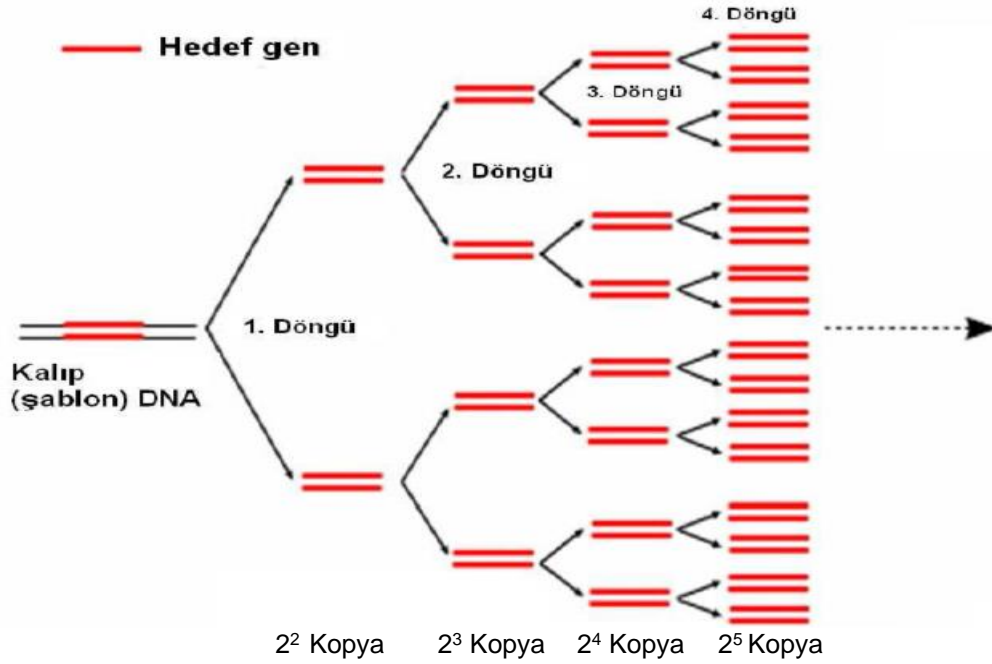 4. Döngü
Hedef gen
3. Döngü
2. Döngü
1. Döngü
Kalıp
(şablon) DNA
2² Kopya 2³ Kopya 2⁴ Kopya 2⁵ Kopya